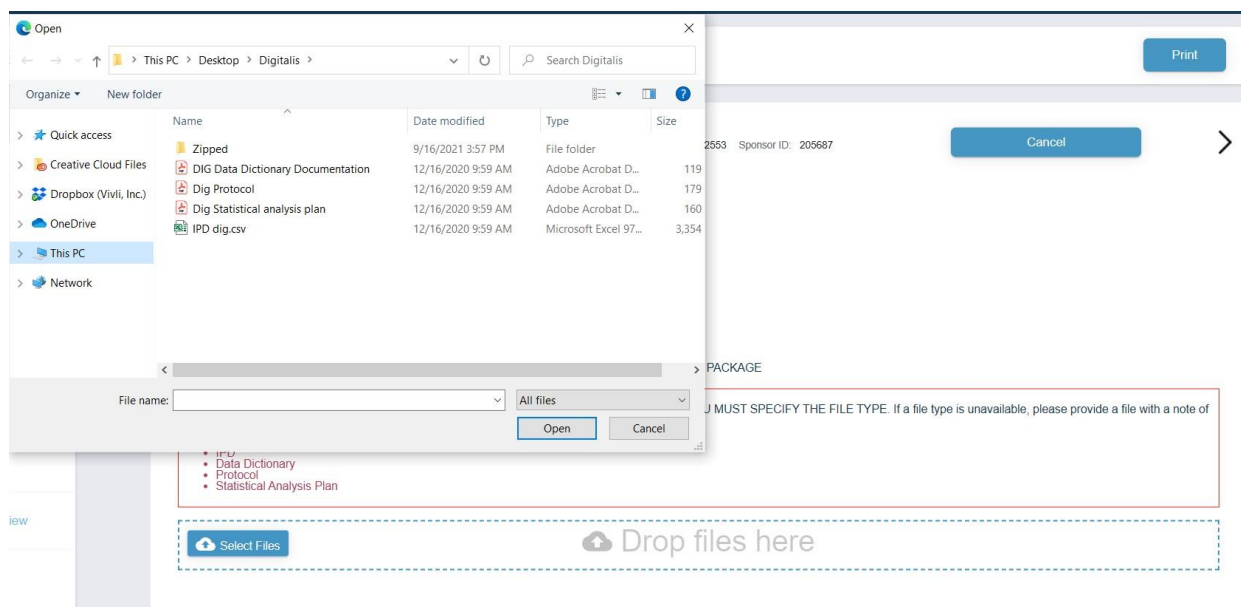 Open
This PC > Desktop > Digitalis >
Search Digitalis
Print
Organize
New folder
Name
Date modified
Type
Size
Quick access
Creative Cloud Files
Dropbox (Vivli, Inc.)
OneDrive
This PC
Network
Zipped 9/16/2021 3:57 PM File folder
DIG Data Dictionary Documentation 12/16/2020 9:59 AM Adobe Acrobat D... 119
Dig Protocol 12/16/2020 9:59 AM Adobe Acrobat D... 179
Dig Statistical analysis plan 12/16/2020 9:59 AM Adobe Acrobat D... 160
IPD dig.csv 12/16/2020 9:59 AM Microsoft Excel 97... 3,354
2553 Sponsor ID: 205687
Cancel
PACKAGE
File name:
All files
Open
Cancel
MUST SPECIFY THE FILE TYPE. If a file type is unavailable, please provide a file with a note of
IPD
Data Dictionary
Protocol
Statistical Analysis Plan
iew
Select Files
Drop files here